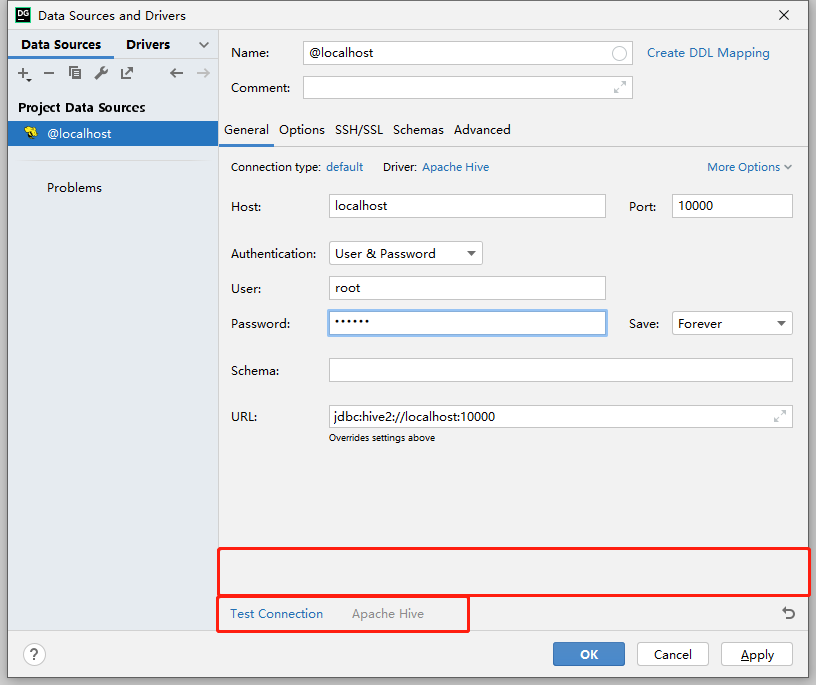 DG Data Sources and Drivers
Data Sources Drivers
Project Data Sources
@localhost
Problems
Name: @localhost Create DDL Mapping
Comment:
General Options SSH/SSL Schemas Advanced
Connection type: default Driver: Apache Hive More Options
Host: localhost Port: 10000
Authentication: User & Password
User: root
Password: •••••• Save: Forever
Schema:
URL: jdbc:hive2://localhost:10000
Overrides settings above
Test Connection Apache Hive
? OK Cancel Apply